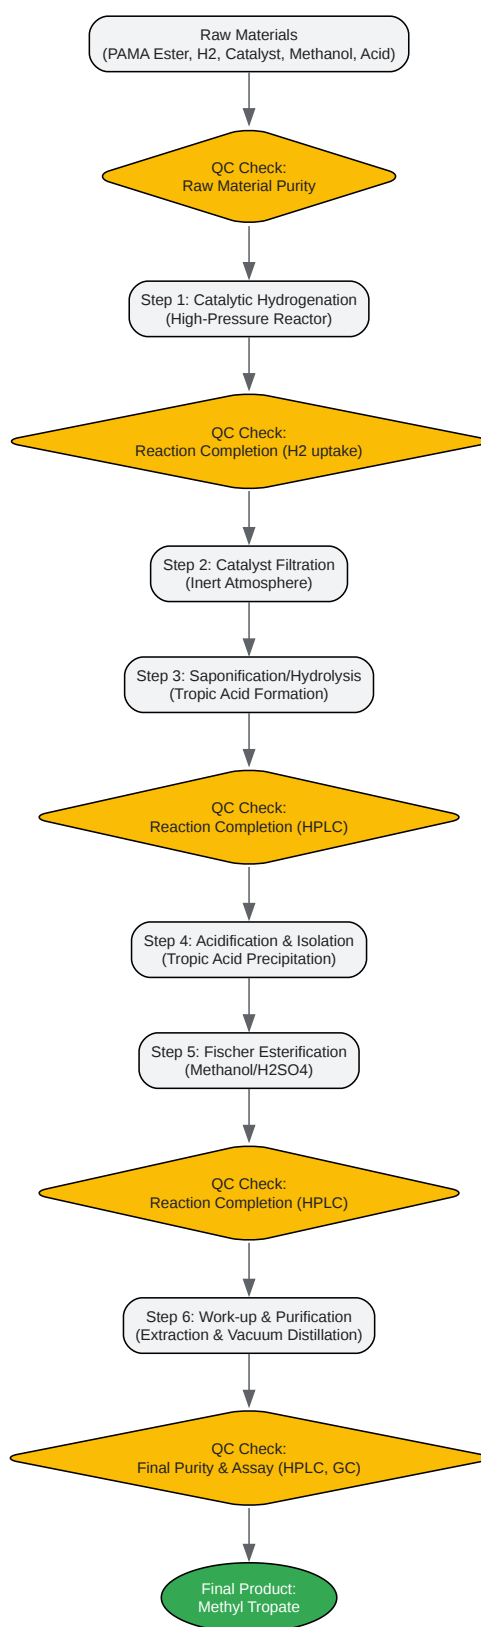 Raw Materials
(PAMA Ester, H2, Catalyst, Methanol, Acid)
QC Check:
Raw Material Purity
Step 1: Catalytic Hydrogenation
(High-Pressure Reactor)
QC Check:
Reaction Completion (H2 uptake)
Step 2: Catalyst Filtration
(Inert Atmosphere)
Step 3: Saponification/Hydrolysis
(Tropic Acid Formation)
QC Check:
Reaction Completion (HPLC)
Step 4: Acidification & Isolation
(Tropic Acid Precipitation)
Step 5: Fischer Esterification
(Methanol/H2SO4)
QC Check:
Reaction Completion (HPLC)
Step 6: Work-up & Purification
(Extraction & Vacuum Distillation)
QC Check:
Final Purity & Assay (HPLC, GC)
Final Product:
Methyl Tropate